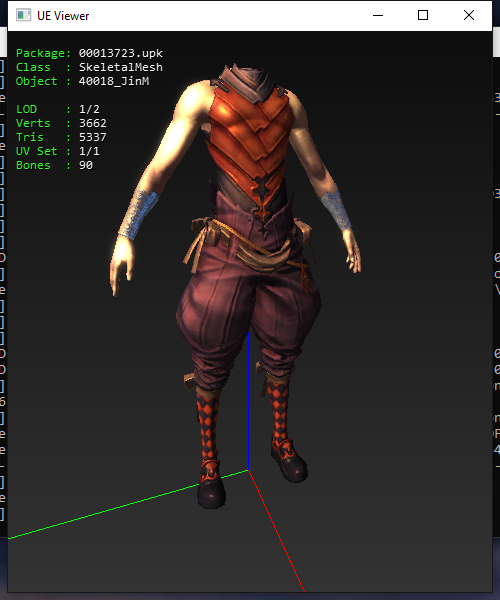 UE Viewer
Package: 00013723.upk
Class : SkeletalMesh
Object : 40018_JinM
LOD : 1/2
Verts : 3662
Tris : 5337
UV Set : 1/1
Bones : 90